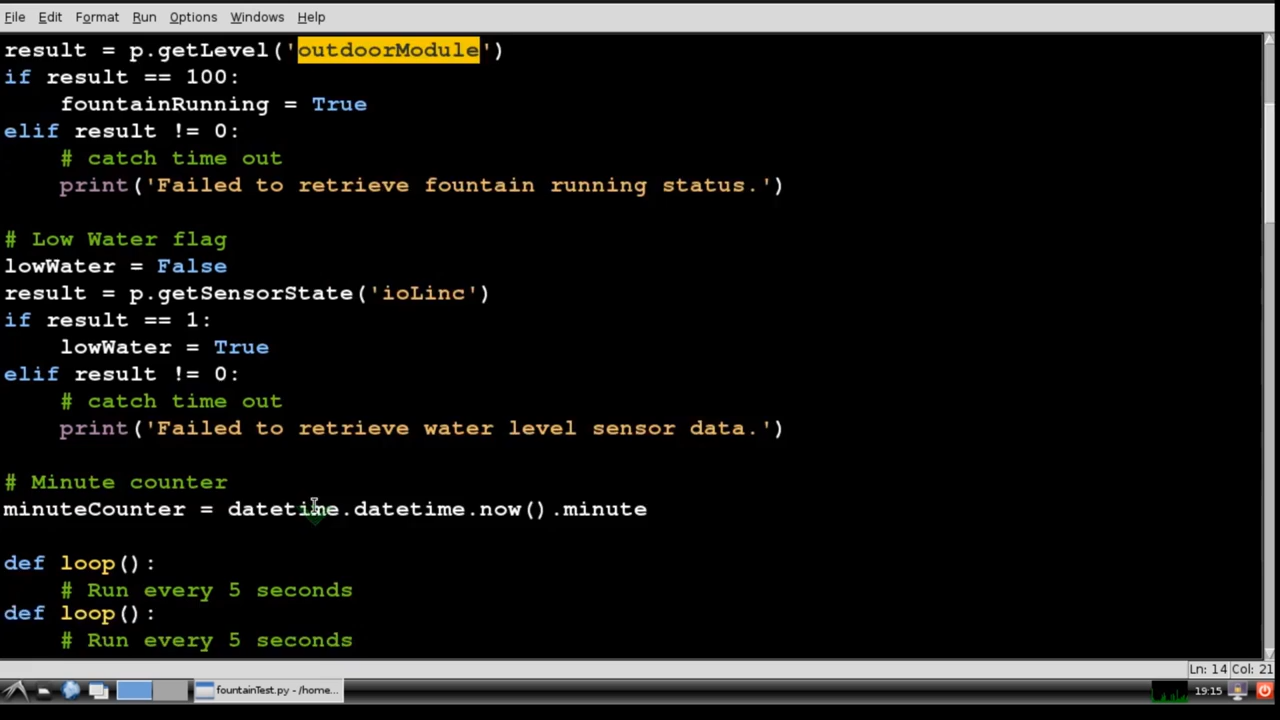 File Edit Format Run Options Windows Help
result = p.getLevel('outdoorModule')
if result == 100:
    fountainRunning = True
elif result != 0:
    # catch time out
    print('Failed to retrieve fountain running status.')
# Low Water flag
lowWater = False
result = p.getSensorState('ioLinc')
if result == 1:
    lowWater = True
elif result != 0:
    # catch time out
    print('Failed to retrieve water level sensor data.')
# Minute counter
minuteCounter = datetime.datetime.now().minute
def loop():
    # Run every 5 seconds
def loop():
    # Run every 5 seconds
Ln: 14 Col: 21
fountainTest.py - /home... 19:15